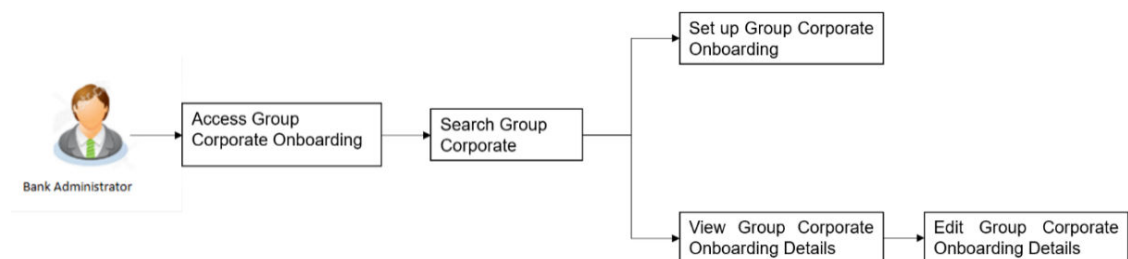 Set up Group Corporate
Onboarding
Access Group
Corporate Onboarding
Search Group
Corporate
Bank Administrator
View Group Corporate
Onboarding Details
Edit Group Corporate
Onboarding Details